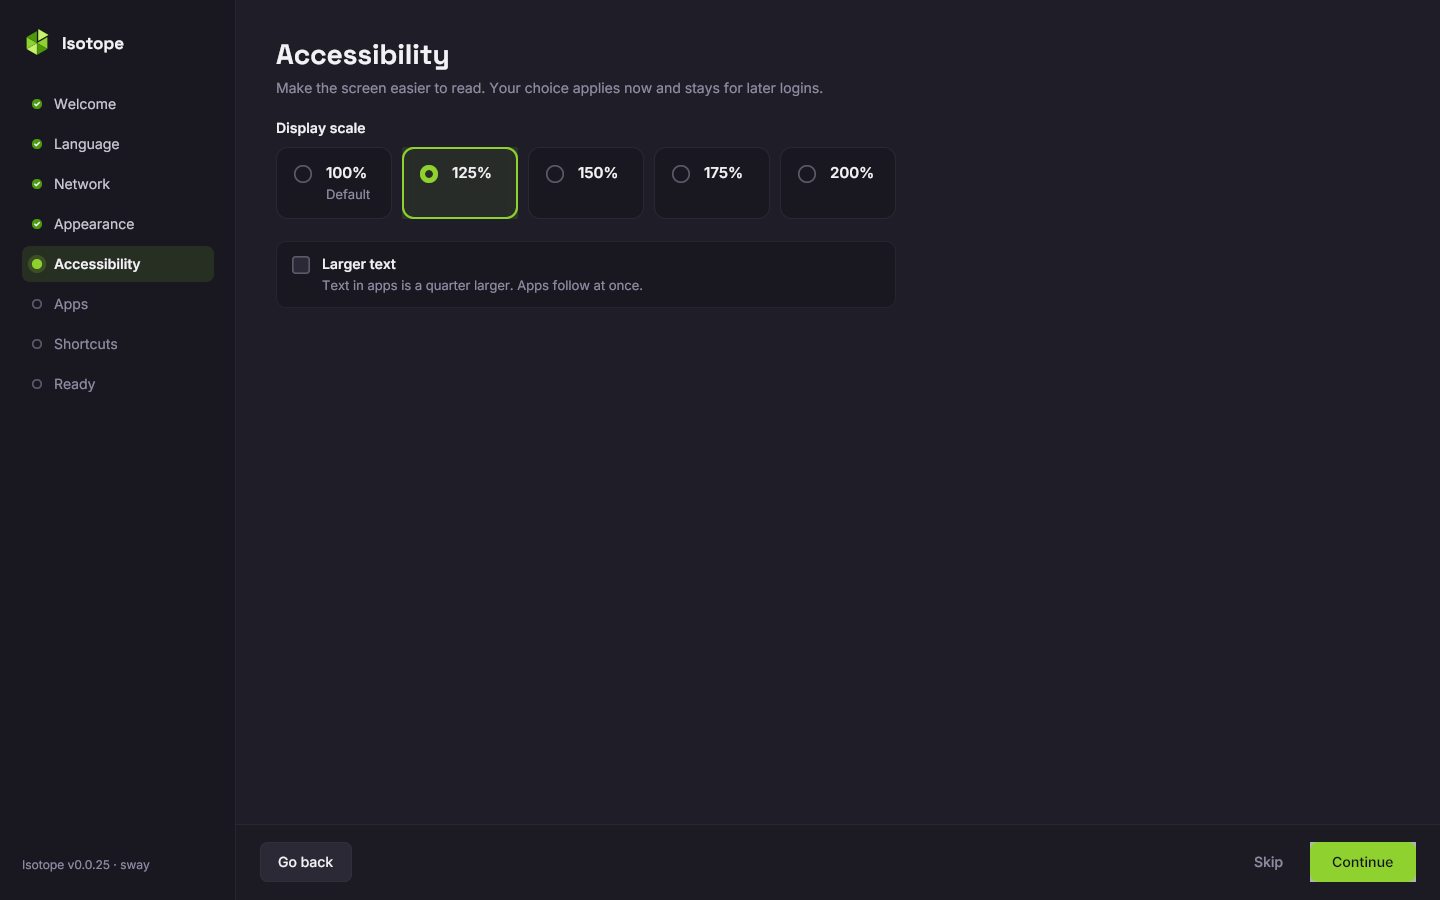 Isotope
Welcome
Language
Network
Appearance
Accessibility
Apps
Shortcuts
Ready
Isotope v0.0.25 · sway
Accessibility
Make the screen easier to read. Your choice applies now and stays for later logins.
Display scale
100%
Default
125%
150%
175%
200%
Larger text
Text in apps is a quarter larger. Apps follow at once.
Go back
Skip
Continue